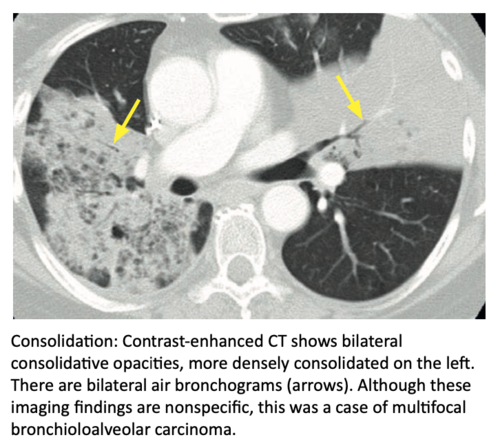 Consolidation: Contrast-enhanced CT shows bilateral
consolidative opacities, more densely consolidated on the left.
There are bilateral air bronchograms (arrows). Although these
imaging findings are nonspecific, this was a case of multifocal
bronchioloalveolar carcinoma.